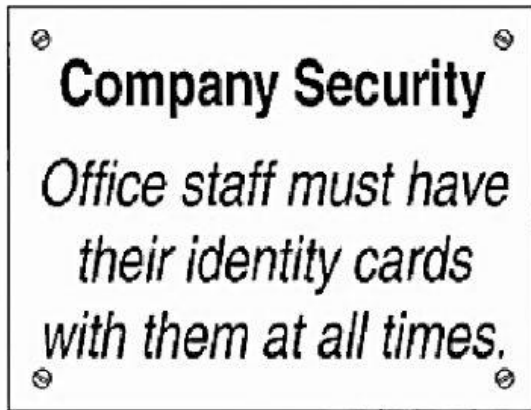 Company Security
Office staff must have
their identity cards
with them at all times.